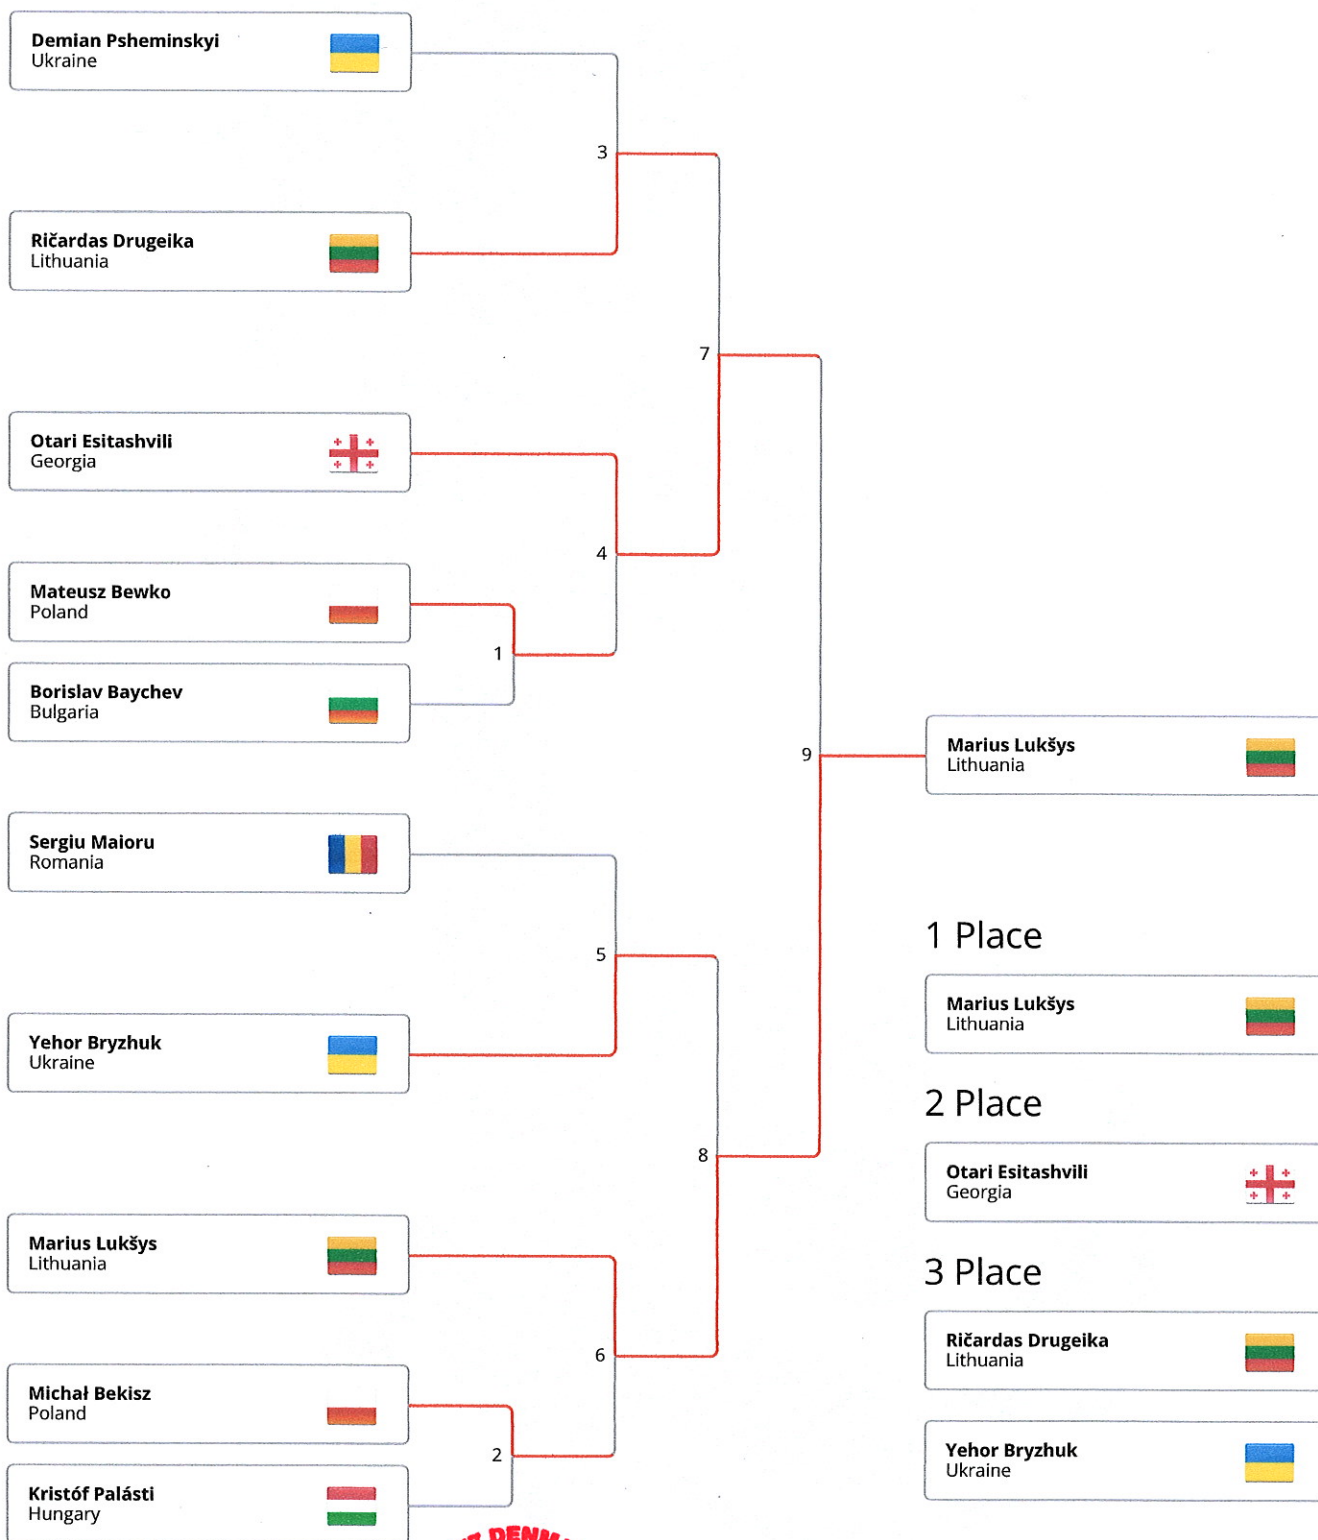 Demian Psheminskyi
Ukraine
3
Ričardas Drugeika
Lithuania
7
Otari Esitashvili
Georgia
4
Mateusz Bewko
Poland
1
Borislav Baychev
Bulgaria
9
Marius Lukšys
Lithuania
Sergiu Maioru
Romania
5
Yehor Bryzhuk
Ukraine
8
Marius Lukšys
Lithuania
6
Michał Bekisz
Poland
2
Kristóf Palásti
Hungary
1 Place
Marius Lukšys
Lithuania
2 Place
Otari Esitashvili
Georgia
3 Place
Ričardas Drugeika
Lithuania
Yehor Bryzhuk
Ukraine